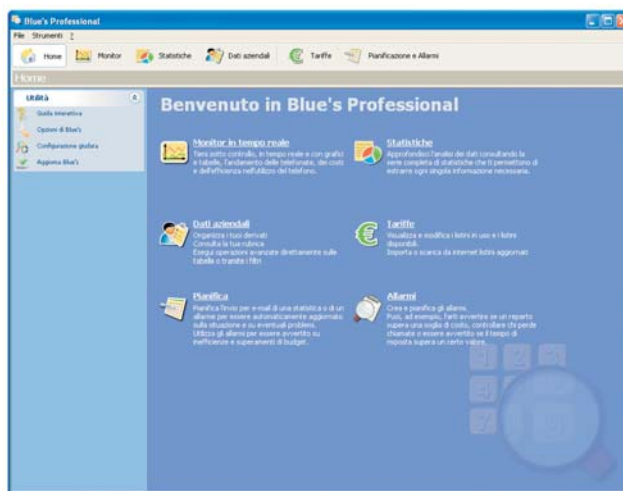 Blue's Professional
File Strumenti ?
Home Monitor Statistiche Dati aziendali Tariffe Pianificazione e Allarmi
Home
Utilità
Guida interattiva
Opzioni di Blue's
Configurazione guidata
Aggiorna Blue's
Benvenuto in Blue's Professional
Monitor in tempo reale
Tieni sotto controllo, in tempo reale e con grafici
e tabelle, l'andamento delle telefonate, dei costi
e dell'efficienza nell'utilizzo del telefono.
Statistiche
Approfondisci l'analisi dei dati consultando la
serie completa di statistiche che ti permettono di
estrarre ogni singola informazione necessaria.
Dati aziendali
Organizza i tuoi derivati
Consulta la tua rubrica
Esegui operazioni avanzate direttamente sulle
tabelle o tramite i filtri
Tariffe
Visualizza e modifica i listini in uso e i listini
disponibili.
Importa o scarica da internet listini aggiornati
Pianifica
Pianifica l'invio per e-mail di una statistica o di un
allarme per essere automaticamente aggiornato
sulla situazione e su eventuali problemi.
Utilizza gli allarmi per essere avvertito su
inefficienze e superamenti di budget.
Allarmi
Crea e pianifica gli allarmi.
Puoi, ad esempio, farti avvertire se un reparto
supera una soglia di costo, controllare chi perde
chiamate o essere avvertito se il tempo di
risposta supera un certo valore.
1 2 3
4
7